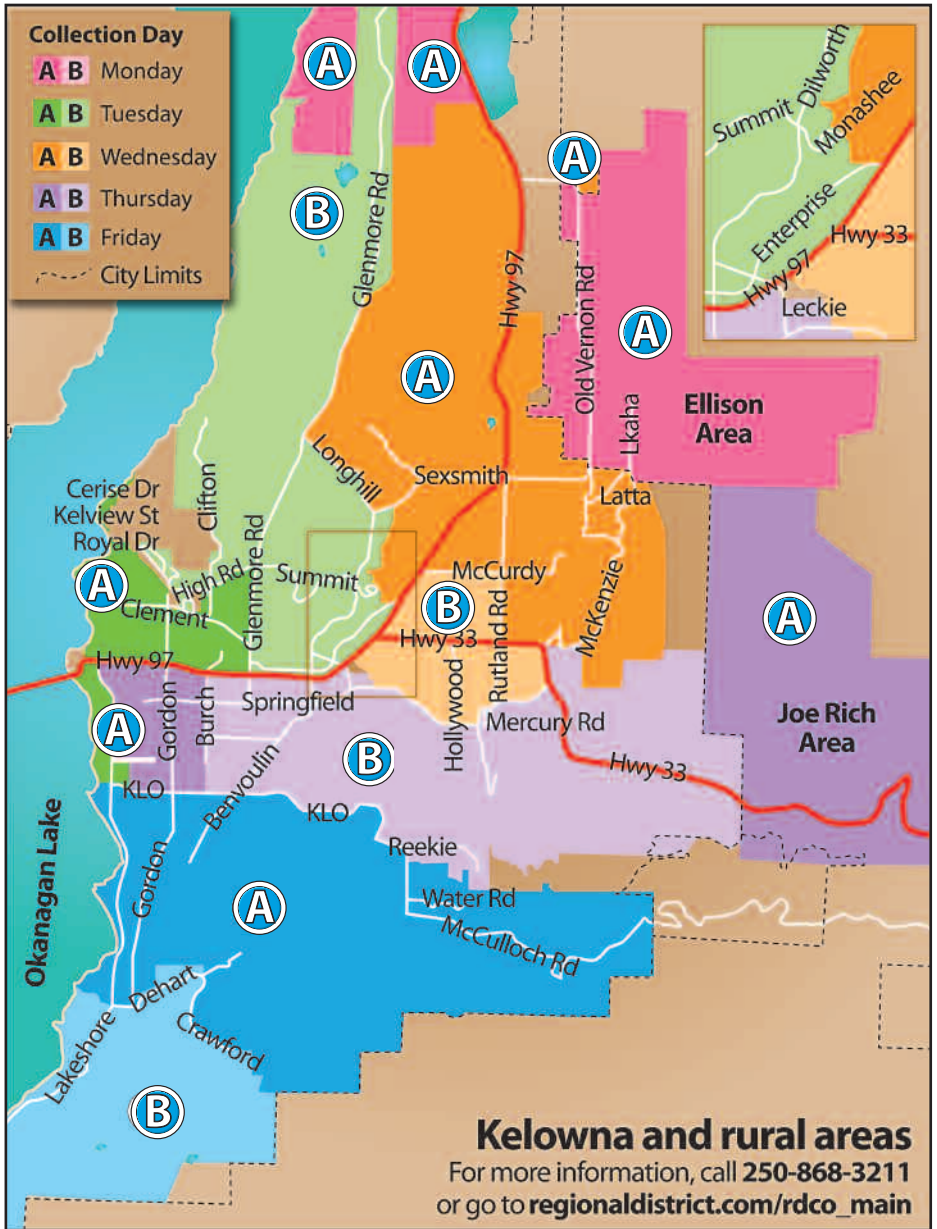 Collection Day
A B Monday
A B Tuesday
A B Wednesday
A B Thursday
A B Friday
City Limits
A
A
A
B
Glenmore Rd
Hwy 97
A
Old Vernon Rd
A
Lkaha
Ellison
Area
Summit
Dilworth
Monashee
Enterprise
Hwy 33
Hwy 97
Leckie
Longhill
Sexsmith
Latta
Cerise Dr
Kelview St
Royal Dr
Clifton
Glenmore Rd
High Rd
Summit
McCurdy
A
Clement
B
Hwy 33
Rutland Rd
McKenzie
A
Hwy 97
Gordon
Burch
Springfield
Hollywood
Mercury Rd
Joe Rich
Area
A
B
Benvoulin
Hwy 33
KLO
KLO
Okanagan Lake
Gordon
Reekie
A
Water Rd
McCulloch Rd
Dehart
Lakeshore
Crawford
B
Kelowna and rural areas
For more information, call 250-868-3211
or go to regionaldistrict.com/rdco_main